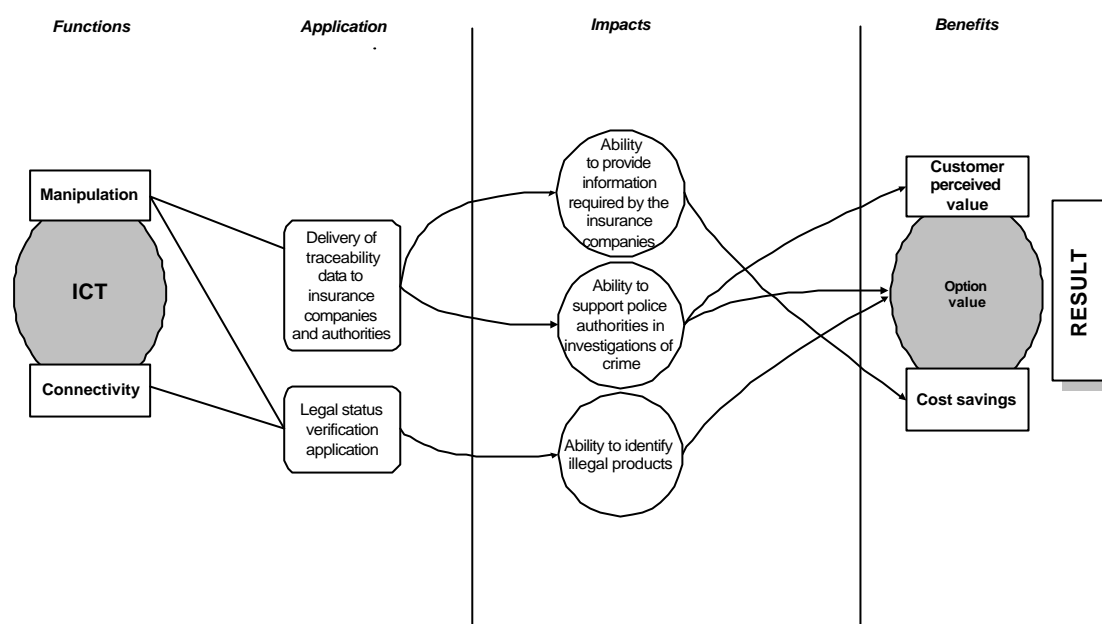 Functions
Application
Impacts
Benefits
Manipulation
ICT
Connectivity
Delivery of
traceability
data to
insurance
companies
and authorities
Legal status
verification
application
Ability
to provide
information
required by the
insurance
companies
Ability to
support police
authorities in
investigations of
crime
Ability to identify
illegal products
Customer
perceived
value
Option
value
Cost savings
RESULT